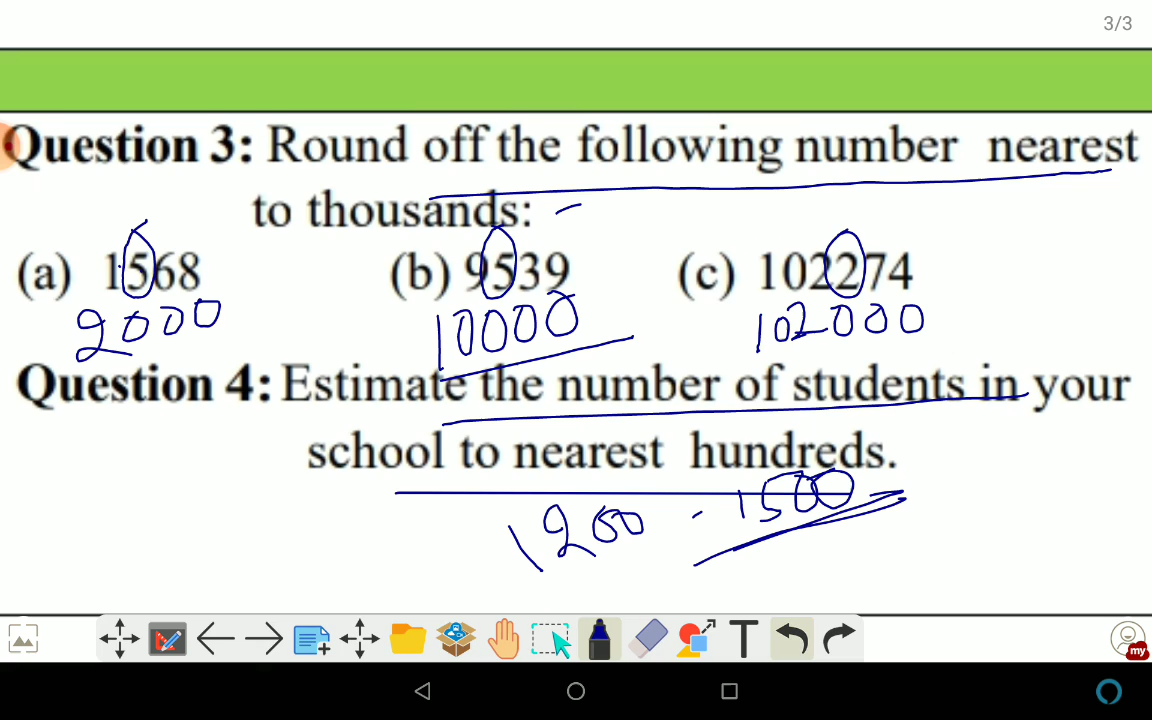 3/3
Question 3: Round off the following number nearest
to thousands: -
(a) 1568 (b) 9539 (c) 102274
2000 10000 102000
Question 4: Estimate the number of students in your
school to nearest hundreds.
1200 - 1500
T my